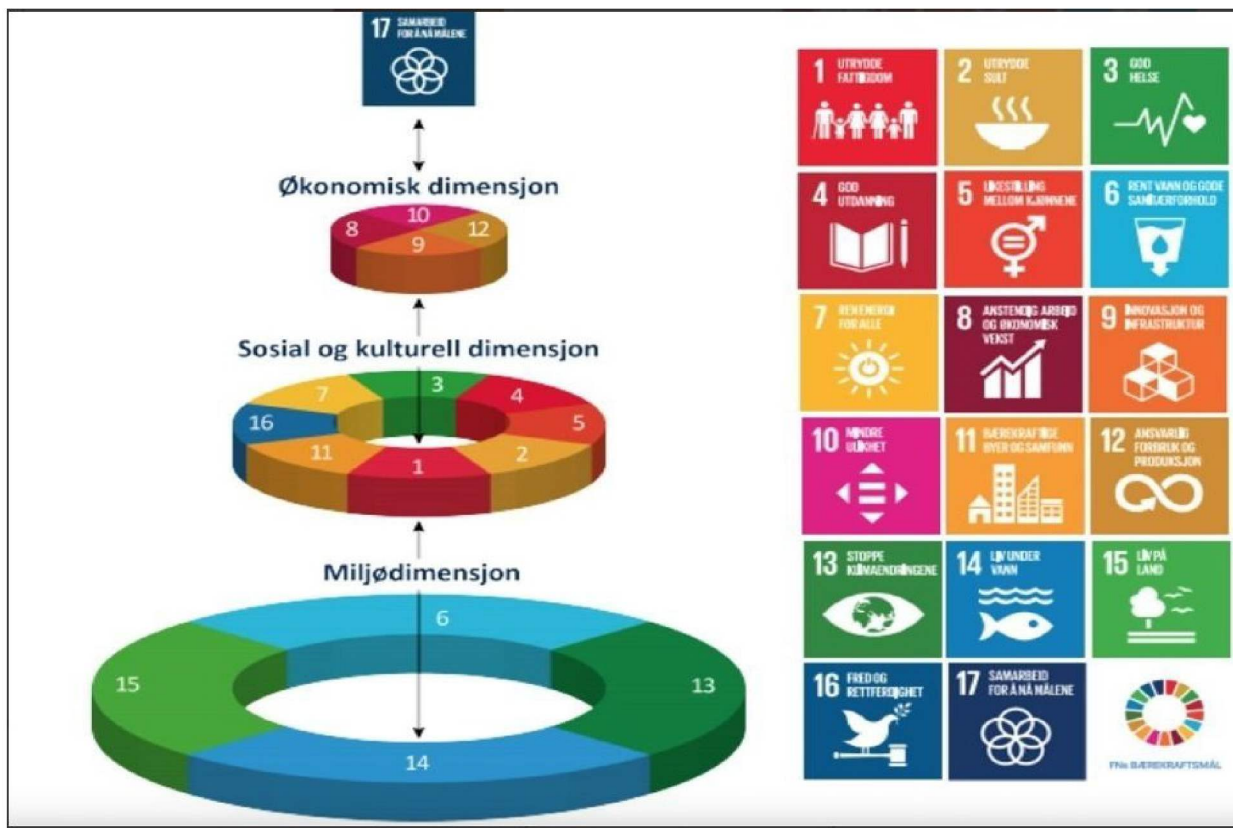 17 SAMARBEID
FOR Å NÅ MÅLENE
Økonomisk dimensjon
10
8
12
9
Sosial og kulturell dimensjon
3
7
4
16
5
11
2
1
Miljødimensjon
6
15
13
14
1 UTRYDDE
FATTIGDOM
2 UTRYDDE
SULT
3 GOD
HELSE
4 GOD
UTDANNING
5 LIKESTILLING
MELLOM KJØNNENE
6 RENT VANN OG GODE
SANITÆRFORHOLD
7 REN ENERGI
FOR ALLE
8 ANSTENDIG ARBEID
OG ØKONOMISK
VEKST
9 INNOVASJON OG
INFRASTRUKTUR
10 MINDRE
ULIKHET
11 BÆREKRAFTIGE
BYER OG SAMFUNN
12 ANSVARLIG
FORBRUK OG
PRODUKSJON
13 STOPPE
KLIMAENDRINGENE
14 LIV UNDER
VANN
15 LIV PÅ
LAND
16 FRED OG
RETTFERDIGHET
17 SAMARBEID
FOR Å NÅ MÅLENE
FNs BÆREKRAFTSMÅL